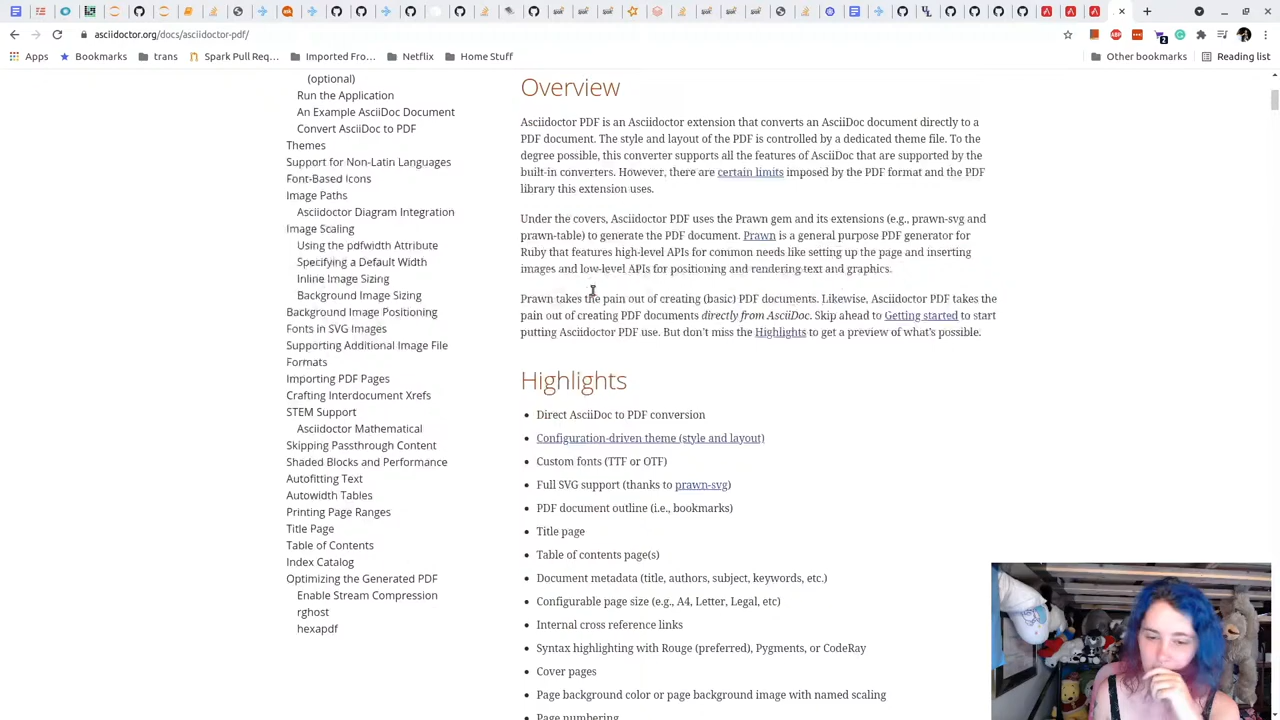 asciidoctor.org/docs/asciidoctor-pdf/
2
Apps
Bookmarks
trans
Spark Pull Req...
Imported Fro...
Netflix
Home Stuff
Other bookmarks
Reading list
(optional)
Run the Application
An Example AsciiDoc Document
Convert AsciiDoc to PDF
Themes
Support for Non-Latin Languages
Font-Based Icons
Image Paths
Asciidoctor Diagram Integration
Image Scaling
Using the pdfwidth Attribute
Specifying a Default Width
Inline Image Sizing
Background Image Sizing
Background Image Positioning
Fonts in SVG Images
Supporting Additional Image File
Formats
Importing PDF Pages
Crafting Interdocument Xrefs
STEM Support
Asciidoctor Mathematical
Skipping Passthrough Content
Shaded Blocks and Performance
Autofitting Text
Autowidth Tables
Printing Page Ranges
Title Page
Table of Contents
Index Catalog
Optimizing the Generated PDF
Enable Stream Compression
rghost
hexapdf
Overview
Asciidoctor PDF is an Asciidoctor extension that converts an AsciiDoc document directly to a
PDF document. The style and layout of the PDF is controlled by a dedicated theme file. To the
degree possible, this converter supports all the features of AsciiDoc that are supported by the
built-in converters. However, there are certain limits imposed by the PDF format and the PDF
library this extension uses.
Under the covers, Asciidoctor PDF uses the Prawn gem and its extensions (e.g., prawn-svg and
prawn-table) to generate the PDF document. Prawn is a general purpose PDF generator for
Ruby that features high-level APIs for common needs like setting up the page and inserting
images and low-level APIs for positioning and rendering text and graphics.
Prawn takes the pain out of creating (basic) PDF documents. Likewise, Asciidoctor PDF takes the
pain out of creating PDF documents directly from AsciiDoc. Skip ahead to Getting started to start
putting Asciidoctor PDF use. But don't miss the Highlights to get a preview of what's possible.
Highlights
• Direct AsciiDoc to PDF conversion
• Configuration-driven theme (style and layout)
• Custom fonts (TTF or OTF)
• Full SVG support (thanks to prawn-svg)
• PDF document outline (i.e., bookmarks)
• Title page
• Table of contents page(s)
• Document metadata (title, authors, subject, keywords, etc.)
• Configurable page size (e.g., A4, Letter, Legal, etc)
• Internal cross reference links
• Syntax highlighting with Rouge (preferred), Pygments, or CodeRay
• Cover pages
• Page background color or page background image with named scaling
• Page numbering